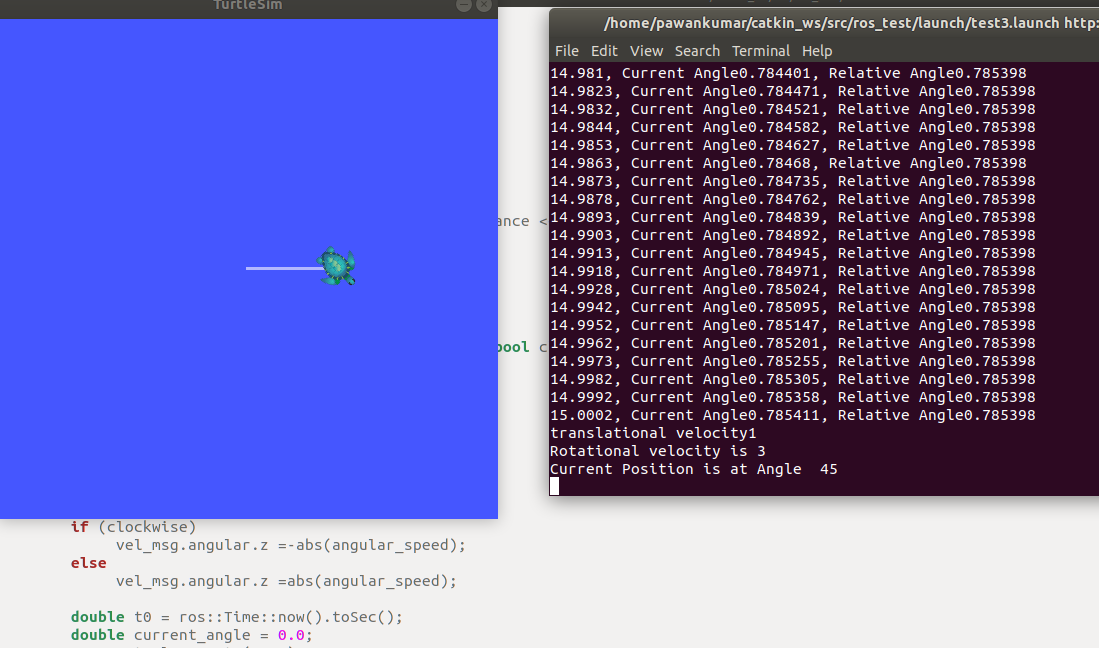 TurtleSim
/home/pawankumar/catkin_ws/src/ros_test/launch/test3.launch http:
File Edit View Search Terminal Help
14.981, Current Angle0.784401, Relative Angle0.785398
14.9823, Current Angle0.784471, Relative Angle0.785398
14.9832, Current Angle0.784521, Relative Angle0.785398
14.9844, Current Angle0.784582, Relative Angle0.785398
14.9853, Current Angle0.784627, Relative Angle0.785398
14.9863, Current Angle0.78468, Relative Angle0.785398
14.9873, Current Angle0.784735, Relative Angle0.785398
14.9878, Current Angle0.784762, Relative Angle0.785398
14.9893, Current Angle0.784839, Relative Angle0.785398
14.9903, Current Angle0.784892, Relative Angle0.785398
14.9913, Current Angle0.784945, Relative Angle0.785398
14.9918, Current Angle0.784971, Relative Angle0.785398
14.9928, Current Angle0.785024, Relative Angle0.785398
14.9942, Current Angle0.785095, Relative Angle0.785398
14.9952, Current Angle0.785147, Relative Angle0.785398
14.9962, Current Angle0.785201, Relative Angle0.785398
14.9973, Current Angle0.785255, Relative Angle0.785398
14.9982, Current Angle0.785305, Relative Angle0.785398
14.9992, Current Angle0.785358, Relative Angle0.785398
15.0002, Current Angle0.785411, Relative Angle0.785398
translational velocity1
Rotational velocity is 3
Current Position is at Angle  45
ance <
bool c
if (clockwise)
vel_msg.angular.z =-abs(angular_speed);
else
vel_msg.angular.z =abs(angular_speed);
double t0 = ros::Time::now().toSec();
double current_angle = 0.0;